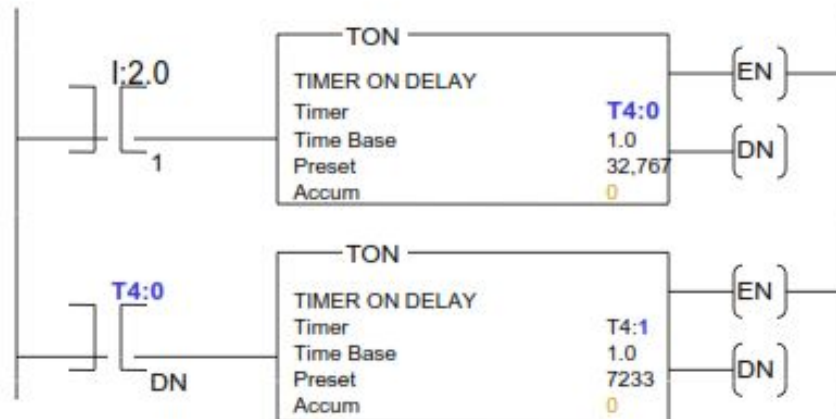 TON
I:2.0
EN
TIMER ON DELAY
Timer T4:0
Time Base 1.0
DN
1
Preset 32,767
Accum 0
TON
T4:0
EN
TIMER ON DELAY
Timer T4:1
Time Base 1.0
DN
DN
Preset 7233
Accum 0